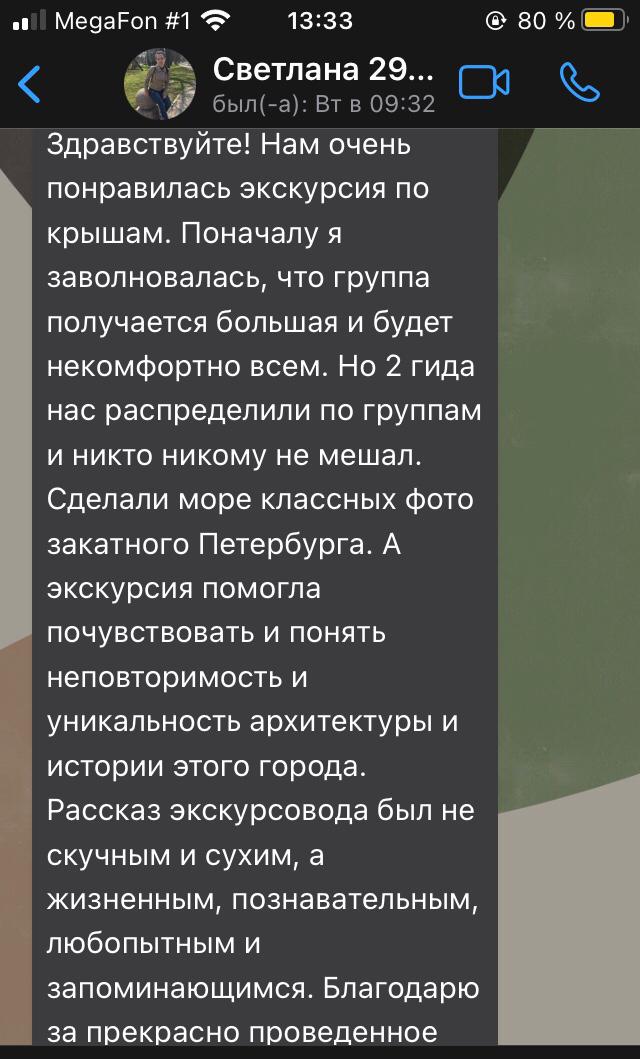 MegaFon #1 13:33 80 %
Светлана 29...
был(-а): Вт в 09:32
Здравствуйте! Нам очень
понравилась экскурсия по
крышам. Поначалу я
заволновалась, что группа
получается большая и будет
некомфортно всем. Но 2 гида
нас распределили по группам
и никто никому не мешал.
Сделали море классных фото
закатного Петербурга. А
экскурсия помогла
почувствовать и понять
неповторимость и
уникальность архитектуры и
истории этого города.
Рассказ экскурсовода был не
скучным и сухим, а
жизненным, познавательным,
любопытным и
запоминающимся. Благодарю
за прекрасно проведенное